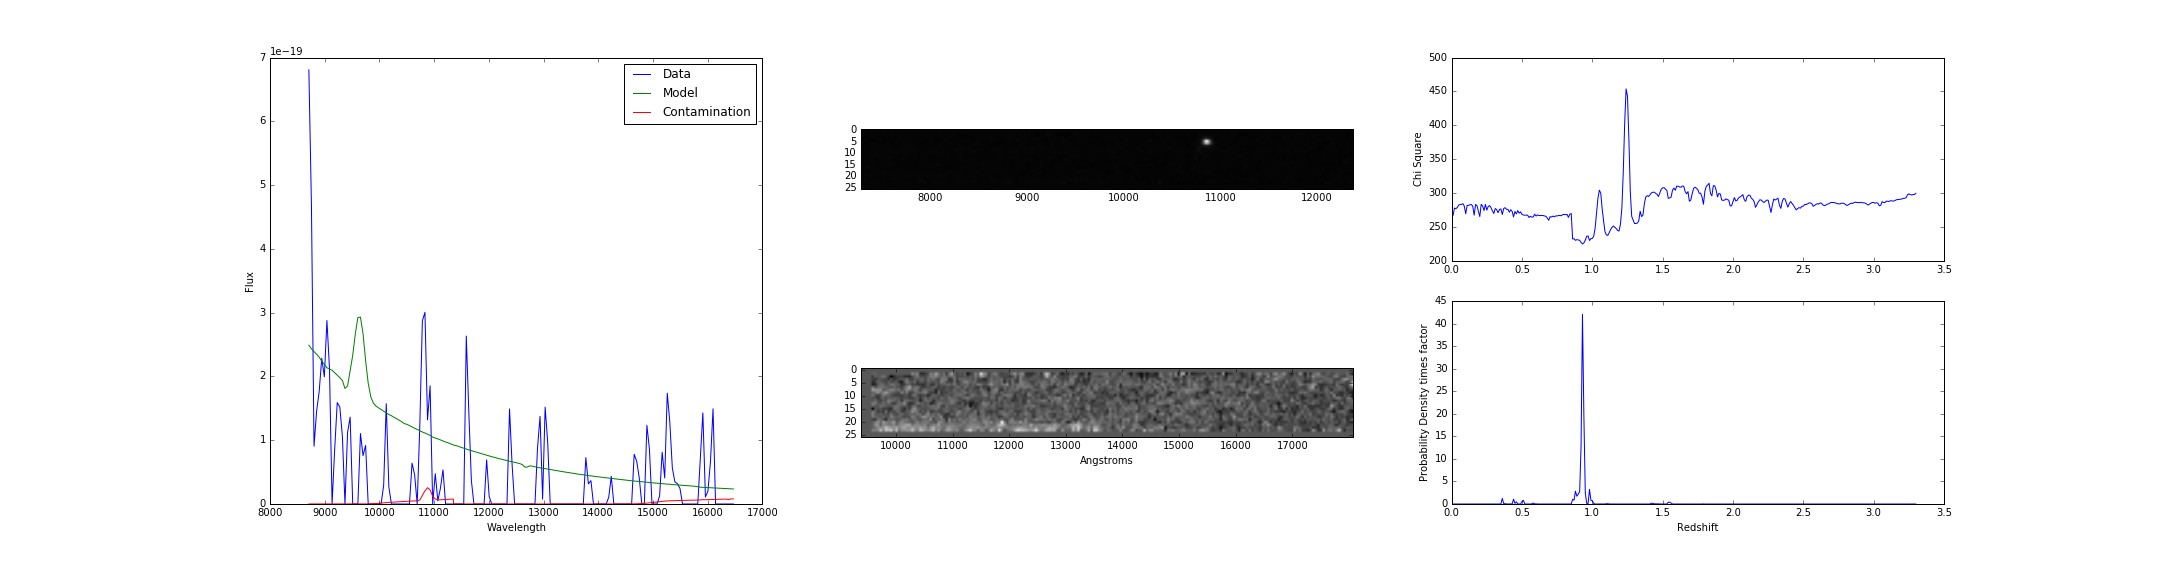 1e−19
7
6
5
4
3
2
1
0
Flux
8000 9000 10000 11000 12000 13000 14000 15000 16000 17000
Wavelength
Data
Model
Contamination
0
5
10
15
20
25
8000 9000 10000 11000 12000
0
5
10
15
20
25
10000 11000 12000 13000 14000 15000 16000 17000
Angstroms
500
450
400
350
300
250
200
Chi Square
0.0 0.5 1.0 1.5 2.0 2.5 3.0 3.5
45
40
35
30
25
20
15
10
5
0
Probability Density times factor
0.0 0.5 1.0 1.5 2.0 2.5 3.0 3.5
Redshift